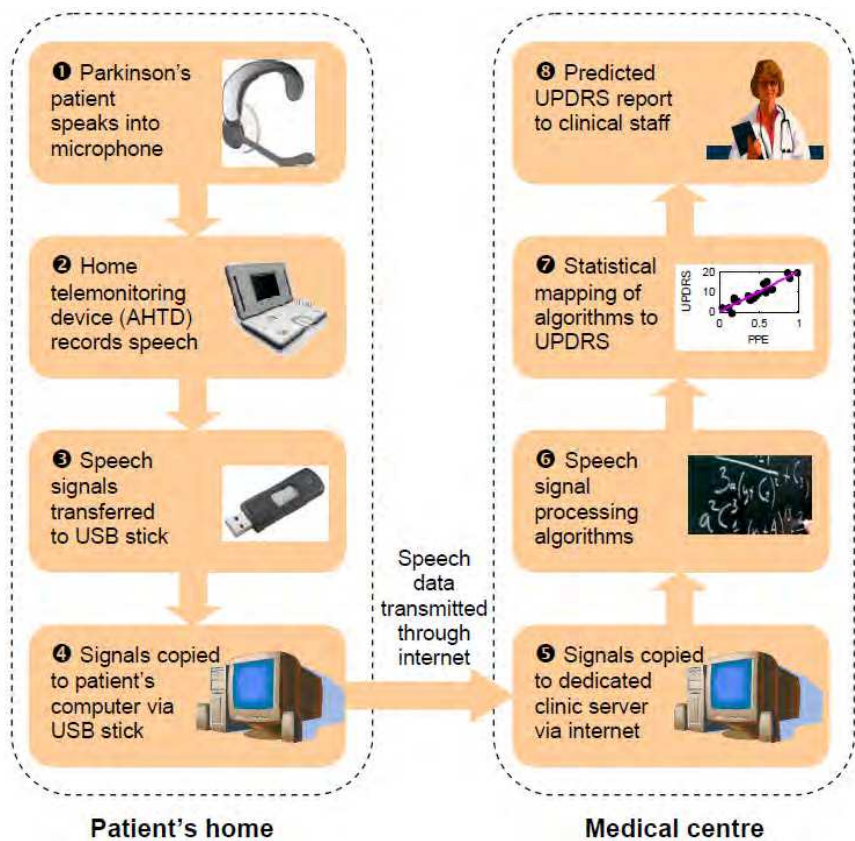 ❶ Parkinson's
patient
speaks into
microphone
❷ Home
telemonitoring
device (AHTD)
records speech
❸ Speech
signals
transferred
to USB stick
❹ Signals copied
to patient's
computer via
USB stick
Patient's home
Speech
data
transmitted
through
internet
❺ Signals copied
to dedicated
clinic server
via internet
❻ Speech
signal
processing
algorithms
❼ Statistical
mapping of
algorithms to
UPDRS
UPDRS
20
10
0
0 0.5 1
PPE
❽ Predicted
UPDRS report
to clinical staff
Medical centre